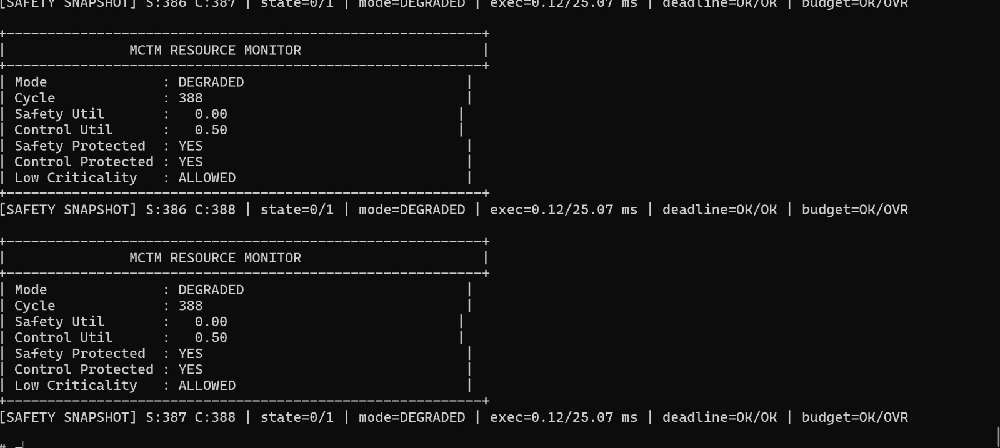 [SAFETY SNAPSHOT] S:386 C:387 | state=0/1 | mode=DEGRADED | exec=0.12/25.07 ms | deadline=OK/OK | budget=OK/OVR
+----------------------------------------------------------+
|               MCTM RESOURCE MONITOR                      |
+----------------------------------------------------------+
| Mode              : DEGRADED                           |
| Cycle             : 388                                |
| Safety Util       :   0.00                            |
| Control Util      :   0.50                            |
| Safety Protected  : YES                                |
| Control Protected : YES                                |
| Low Criticality   : ALLOWED                            |
+----------------------------------------------------------+
[SAFETY SNAPSHOT] S:386 C:388 | state=0/1 | mode=DEGRADED | exec=0.12/25.07 ms | deadline=OK/OK | budget=OK/OVR
+----------------------------------------------------------+
|               MCTM RESOURCE MONITOR                      |
+----------------------------------------------------------+
| Mode              : DEGRADED                           |
| Cycle             : 388                                |
| Safety Util       :   0.00                            |
| Control Util      :   0.50                            |
| Safety Protected  : YES                                |
| Control Protected : YES                                |
| Low Criticality   : ALLOWED                            |
+----------------------------------------------------------+
[SAFETY SNAPSHOT] S:387 C:388 | state=0/1 | mode=DEGRADED | exec=0.12/25.07 ms | deadline=OK/OK | budget=OK/OVR